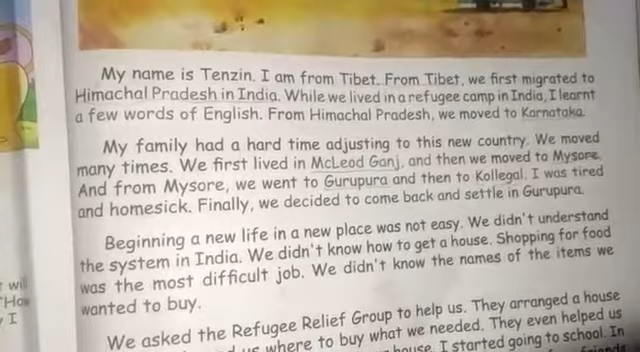 My name is Tenzin. I am from Tibet. From Tibet, we first migrated to
Himachal Pradesh in India. While we lived in a refugee camp in India, I learnt
a few words of English. From Himachal Pradesh, we moved to Karnataka.
My family had a hard time adjusting to this new country. We moved
many times. We first lived in McLeod Ganj, and then we moved to Mysore.
And from Mysore, we went to Gurupura and then to Kollegal. I was tired
and homesick. Finally, we decided to come back and settle in Gurupura.
Beginning a new life in a new place was not easy. We didn't understand
the system in India. We didn't know how to get a house. Shopping for food
was the most difficult job. We didn't know the names of the items we
wanted to buy.
We asked the Refugee Relief Group to help us. They arranged a house
us where to buy what we needed. They even helped us
house. I started going to school. In
friends
will
"How
I